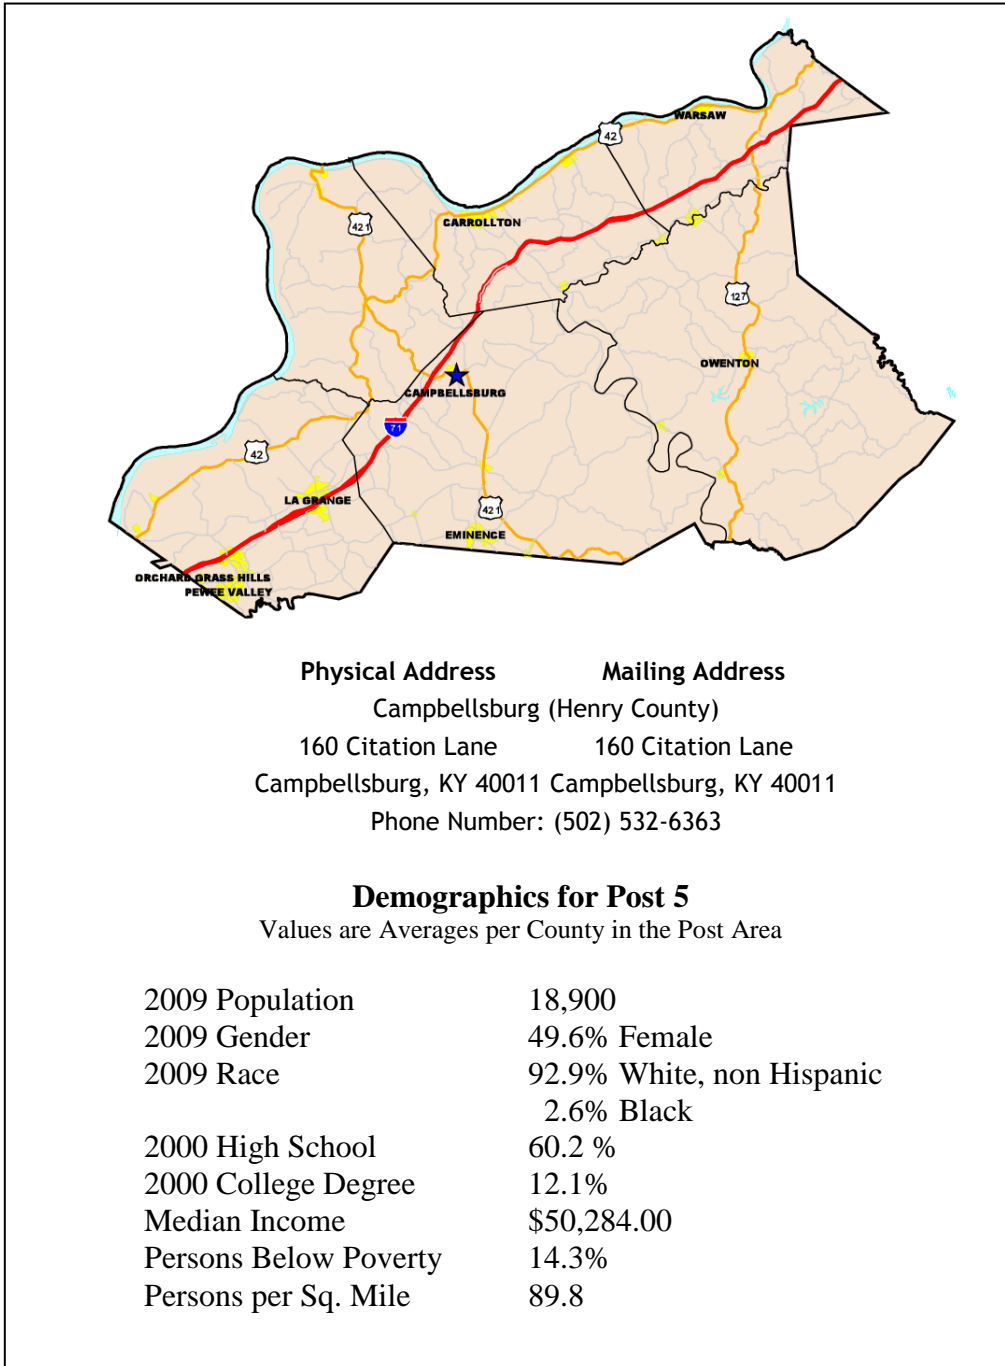 WARSAW
42
421
CARROLLTON
127
OWENTON
CAMPBELLSBURG
71
42
LA GRANGE
421
EMINENCE
ORCHARD GRASS HILLS
PEWEE VALLEY
Physical Address Mailing Address
Campbellsburg (Henry County)
160 Citation Lane 160 Citation Lane
Campbellsburg, KY 40011 Campbellsburg, KY 40011
Phone Number: (502) 532-6363
Demographics for Post 5
Values are Averages per County in the Post Area
2009 Population 18,900
2009 Gender 49.6% Female
2009 Race 92.9% White, non Hispanic
2.6% Black
2000 High School 60.2 %
2000 College Degree 12.1%
Median Income $50,284.00
Persons Below Poverty 14.3%
Persons per Sq. Mile 89.8